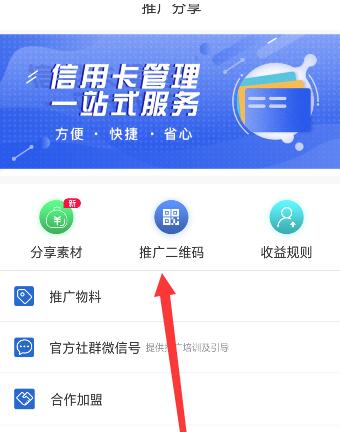 推广分享
信用卡管理
一站式服务
方便 · 快捷 · 省心
新
¥
分享素材
推广二维码
收益规则
推广物料
官方社群微信号 提供推广培训及引导
合作加盟